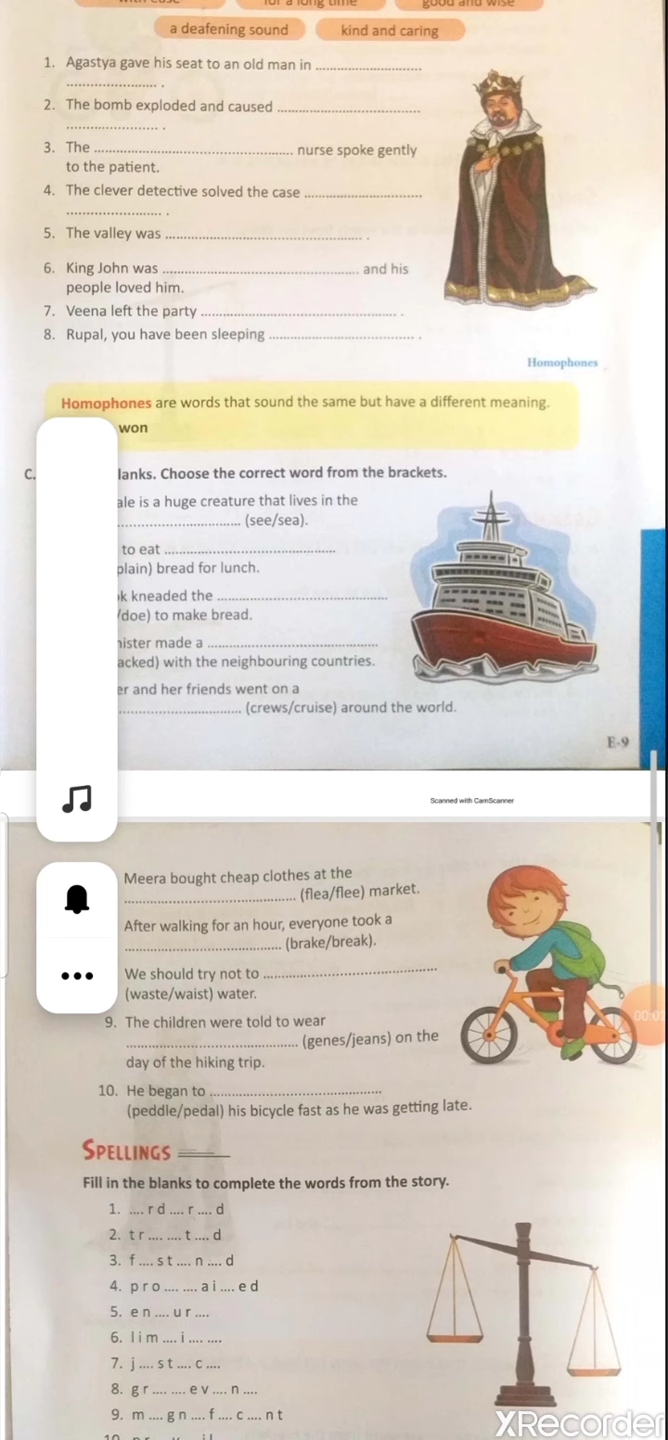 for a long time
good and wise
a deafening sound kind and caring
1. Agastya gave his seat to an old man in ..............................
.............................. .
2. The bomb exploded and caused ..............................
.............................. .
3. The .............................. nurse spoke gently
to the patient.
4. The clever detective solved the case ..............................
.............................. .
5. The valley was .............................. .
6. King John was .............................. and his
people loved him.
7. Veena left the party .............................. .
8. Rupal, you have been sleeping .............................. .
Homophones
Homophones are words that sound the same but have a different meaning.
won
C. lanks. Choose the correct word from the brackets.
ale is a huge creature that lives in the
.............................. (see/sea).
to eat ..............................
plain) bread for lunch.
k kneaded the ..............................
/doe) to make bread.
nister made a ..............................
acked) with the neighbouring countries.
er and her friends went on a
.............................. (crews/cruise) around the world.
E-9
Scanned with CamScanner
Meera bought cheap clothes at the
.............................. (flea/flee) market.
After walking for an hour, everyone took a
.............................. (brake/break).
We should try not to ..............................
(waste/waist) water.
9. The children were told to wear
.............................. (genes/jeans) on the
day of the hiking trip.
00:0
10. He began to ..............................
(peddle/pedal) his bicycle fast as he was getting late.
SPELLINGS
Fill in the blanks to complete the words from the story.
1. .... r d .... r .... d
2. t r .... .... t .... d
3. f .... s t .... n .... d
4. p r o .... .... a i .... e d
5. e n .... u r ....
6. l i m .... i .... ....
7. j .... s t .... c ....
8. g r .... .... e v .... n ....
9. m .... g n .... f .... c .... n t
XRecorder